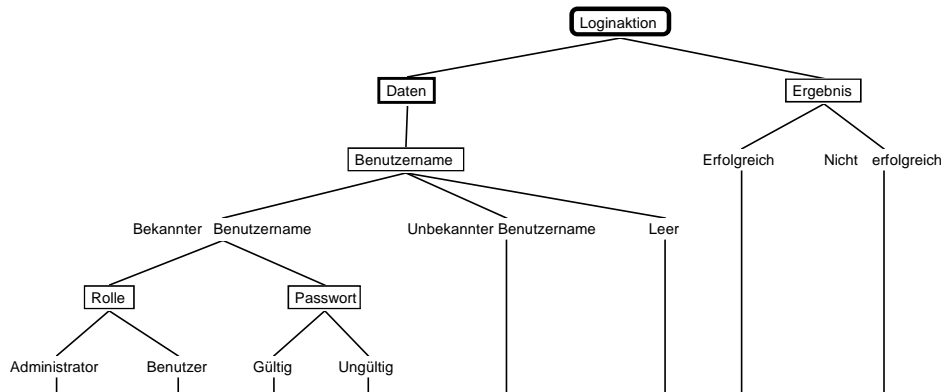 Loginaktion
Daten
Ergebnis
Benutzername
Erfolgreich
Nicht erfolgreich
Bekannter Benutzername
Unbekannter Benutzername
Leer
Rolle
Passwort
Administrator
Benutzer
Gültig
Ungültig